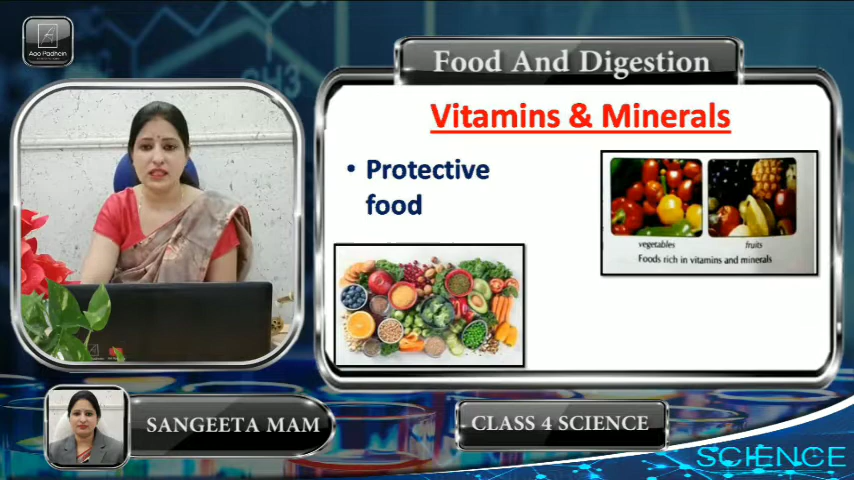 Aao Padhein
Food And Digestion
Vitamins & Minerals
• Protective
food
vegetables
fruits
Foods rich in vitamins and minerals
SANGEETA MAM
CLASS 4 SCIENCE
SCIENCE